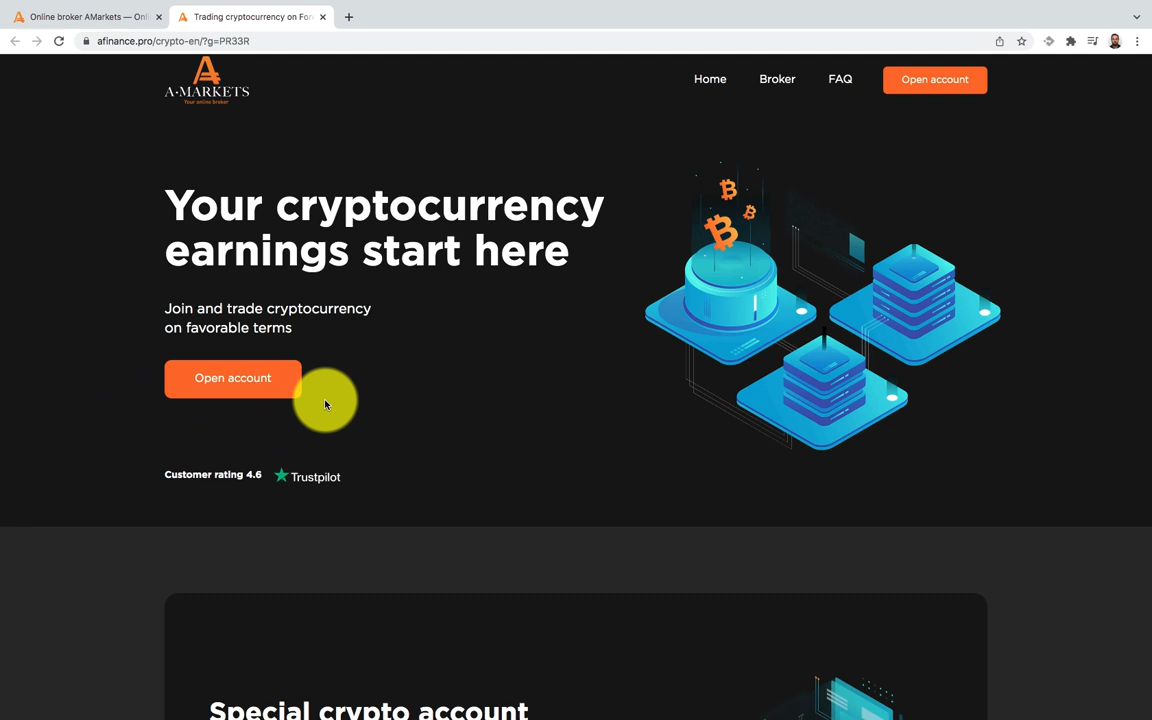 Online broker AMarkets — Onli
Trading cryptocurrency on For
afinance.pro/crypto-en/?g=PR33R
A·MARKETS
Your online broker
Home
Broker
FAQ
Open account
Your cryptocurrency
earnings start here
Join and trade cryptocurrency
on favorable terms
Open account
Customer rating 4.6
Trustpilot
Special crypto account